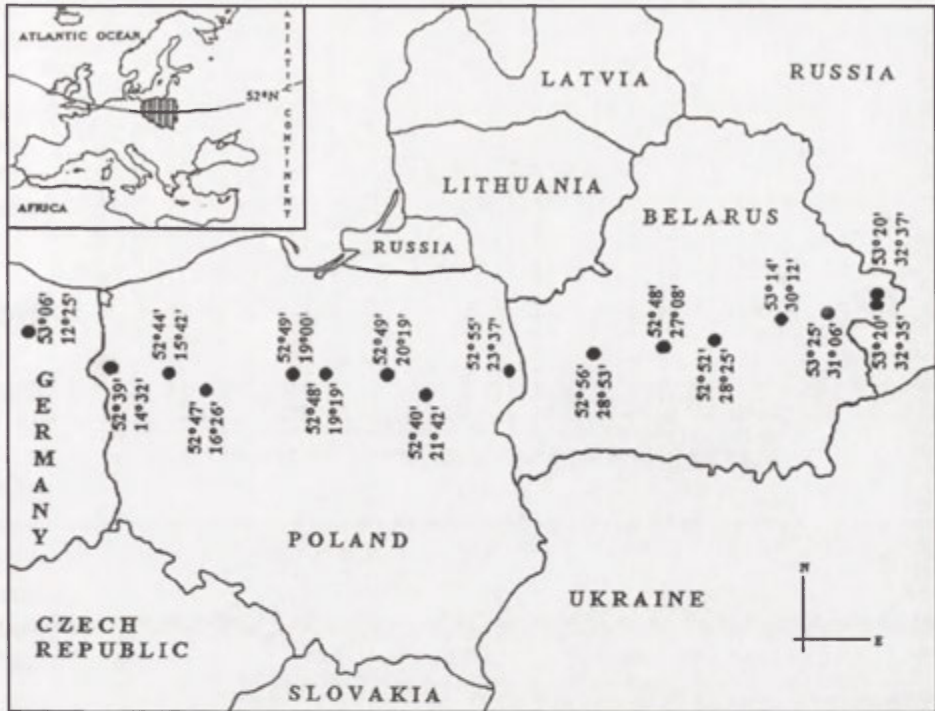 ATLANTIC OCEAN
ASIATIC CONTINENT
52°N
AFRICA
LATVIA
RUSSIA
LITHUANIA
BELARUS
RUSSIA
53°06'
12°25'
GERMANY
52°39'
14°32'
52°44'
15°42'
52°47'
16°26'
52°49'
19°00'
52°48'
19°19'
52°49'
20°19'
52°40'
21°42'
52°55'
23°37'
52°56'
28°53'
52°48'
27°08'
52°52'
28°25'
53°14'
30°12'
53°25'
31°06'
53°20'
32°37'
53°20'
32°35'
POLAND
UKRAINE
N
E
CZECH
REPUBLIC
SLOVAKIA